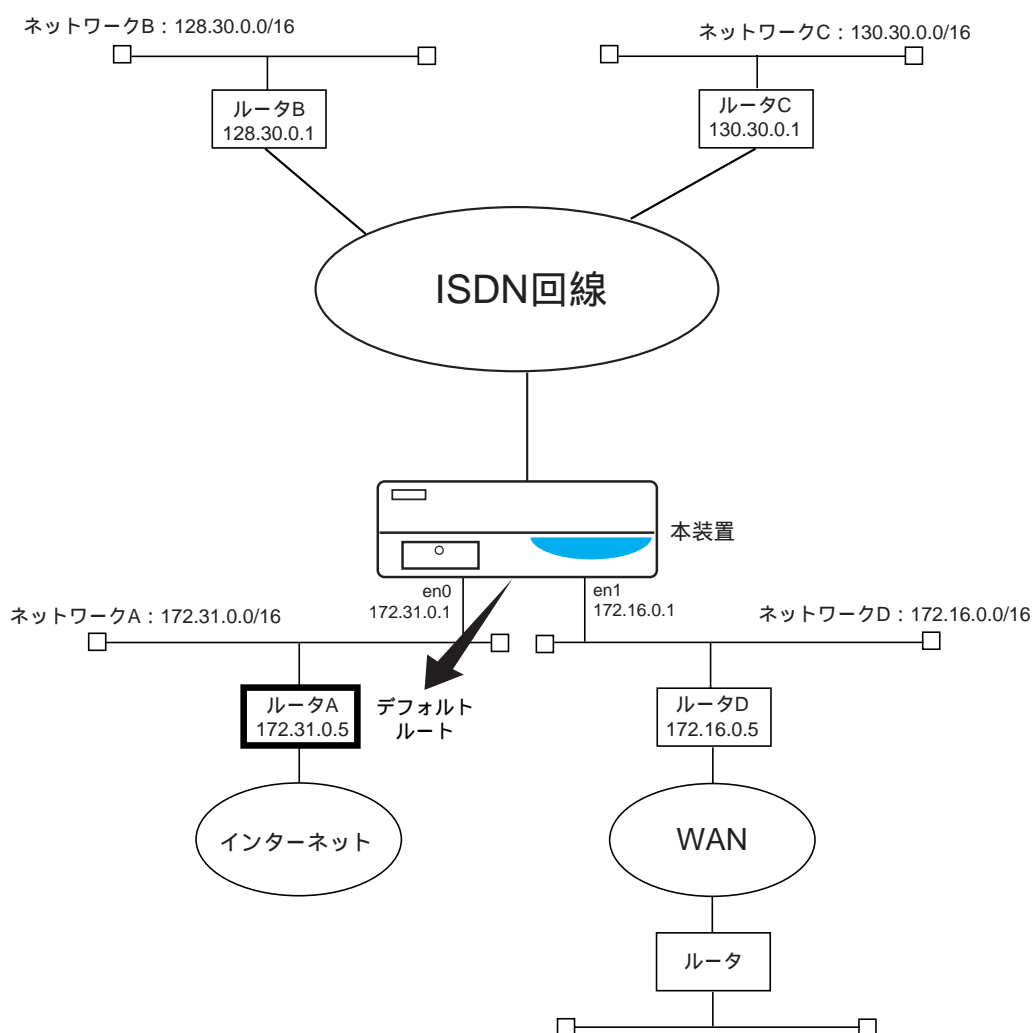 ネットワークB：128.30.0.0/16
ネットワークC：130.30.0.0/16
ルータB
128.30.0.1
ルータC
130.30.0.1
ISDN回線
本装置
en0
172.31.0.1
en1
172.16.0.1
ネットワークA：172.31.0.0/16
ネットワークD：172.16.0.0/16
ルータA
172.31.0.5
デフォルト
ルート
ルータD
172.16.0.5
インターネット
WAN
ルータ